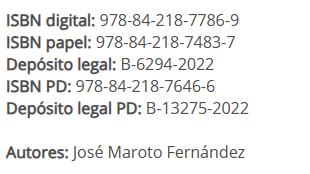 ISBN digital: 978-84-218-7786-9
ISBN papel: 978-84-218-7483-7
Depósito legal: B-6294-2022
ISBN PD: 978-84-218-7646-6
Depósito legal PD: B-13275-2022
Autores: José Maroto Fernández